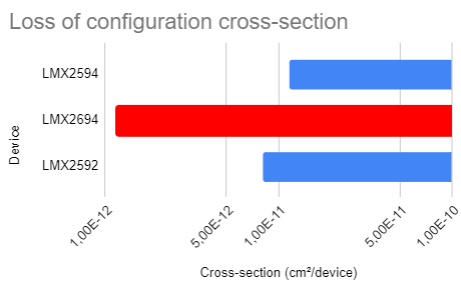 Loss of configuration cross-section
LMX2594
LMX2694
LMX2592
Device
1,00E-12
5,00E-12
1,00E-11
5,00E-11
1,00E-10
Cross-section (cm²/device)